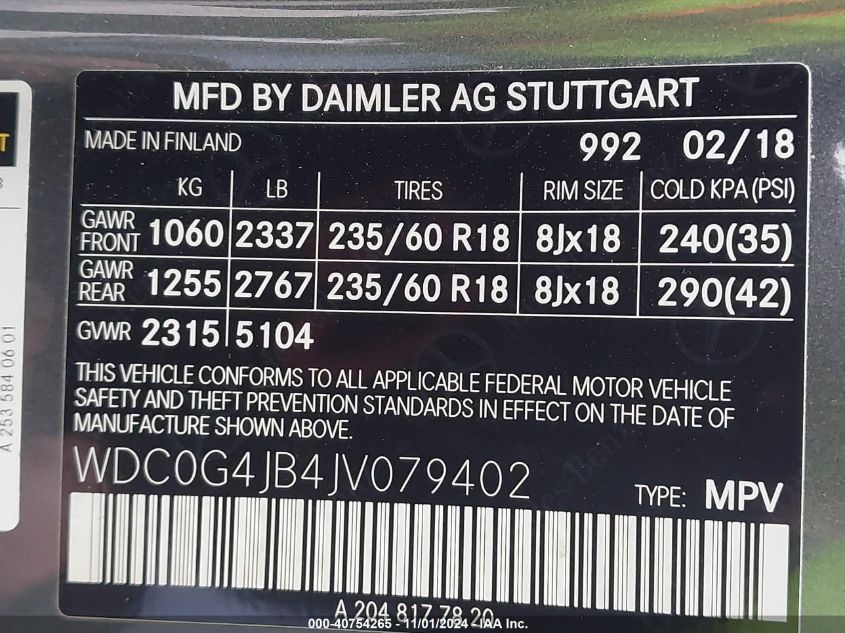 MFD BY DAIMLER AG STUTTGART
MADE IN FINLAND 992 02/18
KG LB TIRES RIM SIZE COLD KPA (PSI)
GAWR FRONT 1060 2337 235/60 R18 8Jx18 240(35)
GAWR REAR 1255 2767 235/60 R18 8Jx18 290(42)
GVWR 2315 5104
THIS VEHICLE CONFORMS TO ALL APPLICABLE FEDERAL MOTOR VEHICLE
SAFETY AND THEFT PREVENTION STANDARDS IN EFFECT ON THE DATE OF
MANUFACTURE SHOWN ABOVE.
WDC0G4JB4JV079402 TYPE: MPV
A 204 817 78 20
A 253 584 06 01
000-40754265 - 11/01/2024 - IAA Inc.